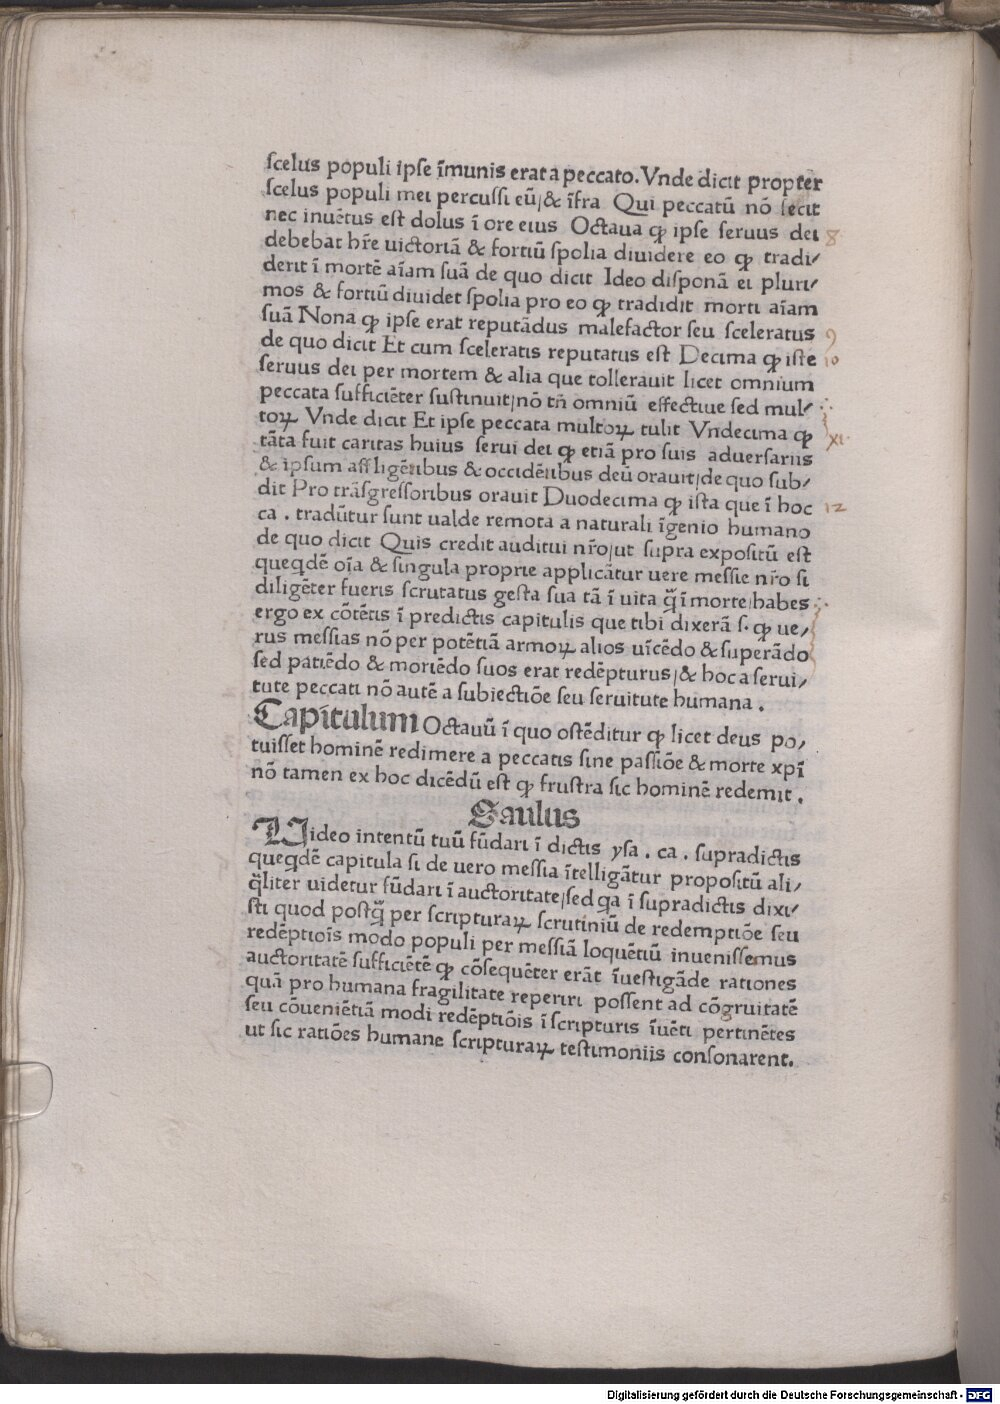 ſcelus populi ipſe īmunis erat a peccato. Vnde dicit propter
ſcelus populi mei percuſſi eū/& īfra Qui peccatū nō fecit
nec inuētus eſt dolus ī ore eius Octaua ꝙ ipſe ſeruus dei 8
debebat hr̄e uictoriā & fortiū ſpolia diuidere eo ꝙ tradi/
derit ī mortē aīam ſuā de quo dicit Ideo diſponā ei pluri/
mos & fortiū diuidet ſpolia pro eo ꝙ tradidit morti aīam
ſuā Nona ꝙ ipſe erat reputādus malefactor ſeu ſceleratus 9
de quo dicit Et cum ſceleratis reputatus eſt Decima ꝙ iſte 10
ſeruus dei per mortem & alia que tollerauit licet omnium
peccata ſufficiēter ſuſtinuit/nō tn̄ omniū effectiue ſed mul/
toꝝ Vnde dicit Et ipſe peccata multoꝝ tulit Vndecima ꝙ XI
tāta fuit caritas huius ſerui dei ꝙ etiā pro ſuis aduerſariis
& ipſum affligētibus & occidētibus deū orauit/de quo ſub/
dit Pro trāſgreſſoribus orauit Duodecima ꝙ iſta que ī hoc 12
ca . tradūtur ſunt ualde remota a naturali īgenio humano
de quo dicit Quis credit auditui nr̄o/ut ſupra expoſitū eſt
queqdē oīa & ſingula proprie applicātur uere meſſie nr̄o ſi
diligēter fueris ſcrutatus geſta ſua tā ī uita q̄̄ ī morte/habes
ergo ex cōtētis ī predictis capitulis que tibi dixerā ſ. ꝙ ue/
rus meſſias nō per potētiā armoꝝ alios uīcēdo & ſuperādo
ſed patiēdo & moriēdo ſuos erat redēpturus/& hoc a ſerui/
tute peccati nō autē a ſubiectiōe ſeu ſeruitute humana .
Capitulum Octauū ī quo oſtēditur ꝙ licet deus po/
tuiſſet hominē redimere a peccatis ſine paſſiōe & morte xpī
nō tamen ex hoc dicēdū eſt ꝙ fruſtra ſic hominē redemit .
Saulus
Uideo intentū tuū fūdari ī dictis yſa . ca . ſupradictis
queqdē capitula ſi de uero meſſia ītelligātur propoſitū ali/
q̄liter uidetur fūdari ī auctoritate/ſed qa ī ſupradictis dixi/
ſti quod poſtq̄̄ per ſcripturaꝝ ſcrutiniū de redemptiōe ſeu
redēptioīs modo populi per meſſiā loquētiū inueniſſemus
auctoritatē ſufficiētē ꝙ cōſequēter erāt īueſtigāde rationes
quā pro humana fragilitate reperiri poſſent ad cōgruitatē
ſeu cōueniētiā modi redēptiōis ī ſcripturis īuēti pertinētes
ut ſic ratiōes humane ſcripturaꝝ teſtimoniis conſonarent.
Digitalisierung gefördert durch die Deutsche Forschungsgemeinschaft - DFG